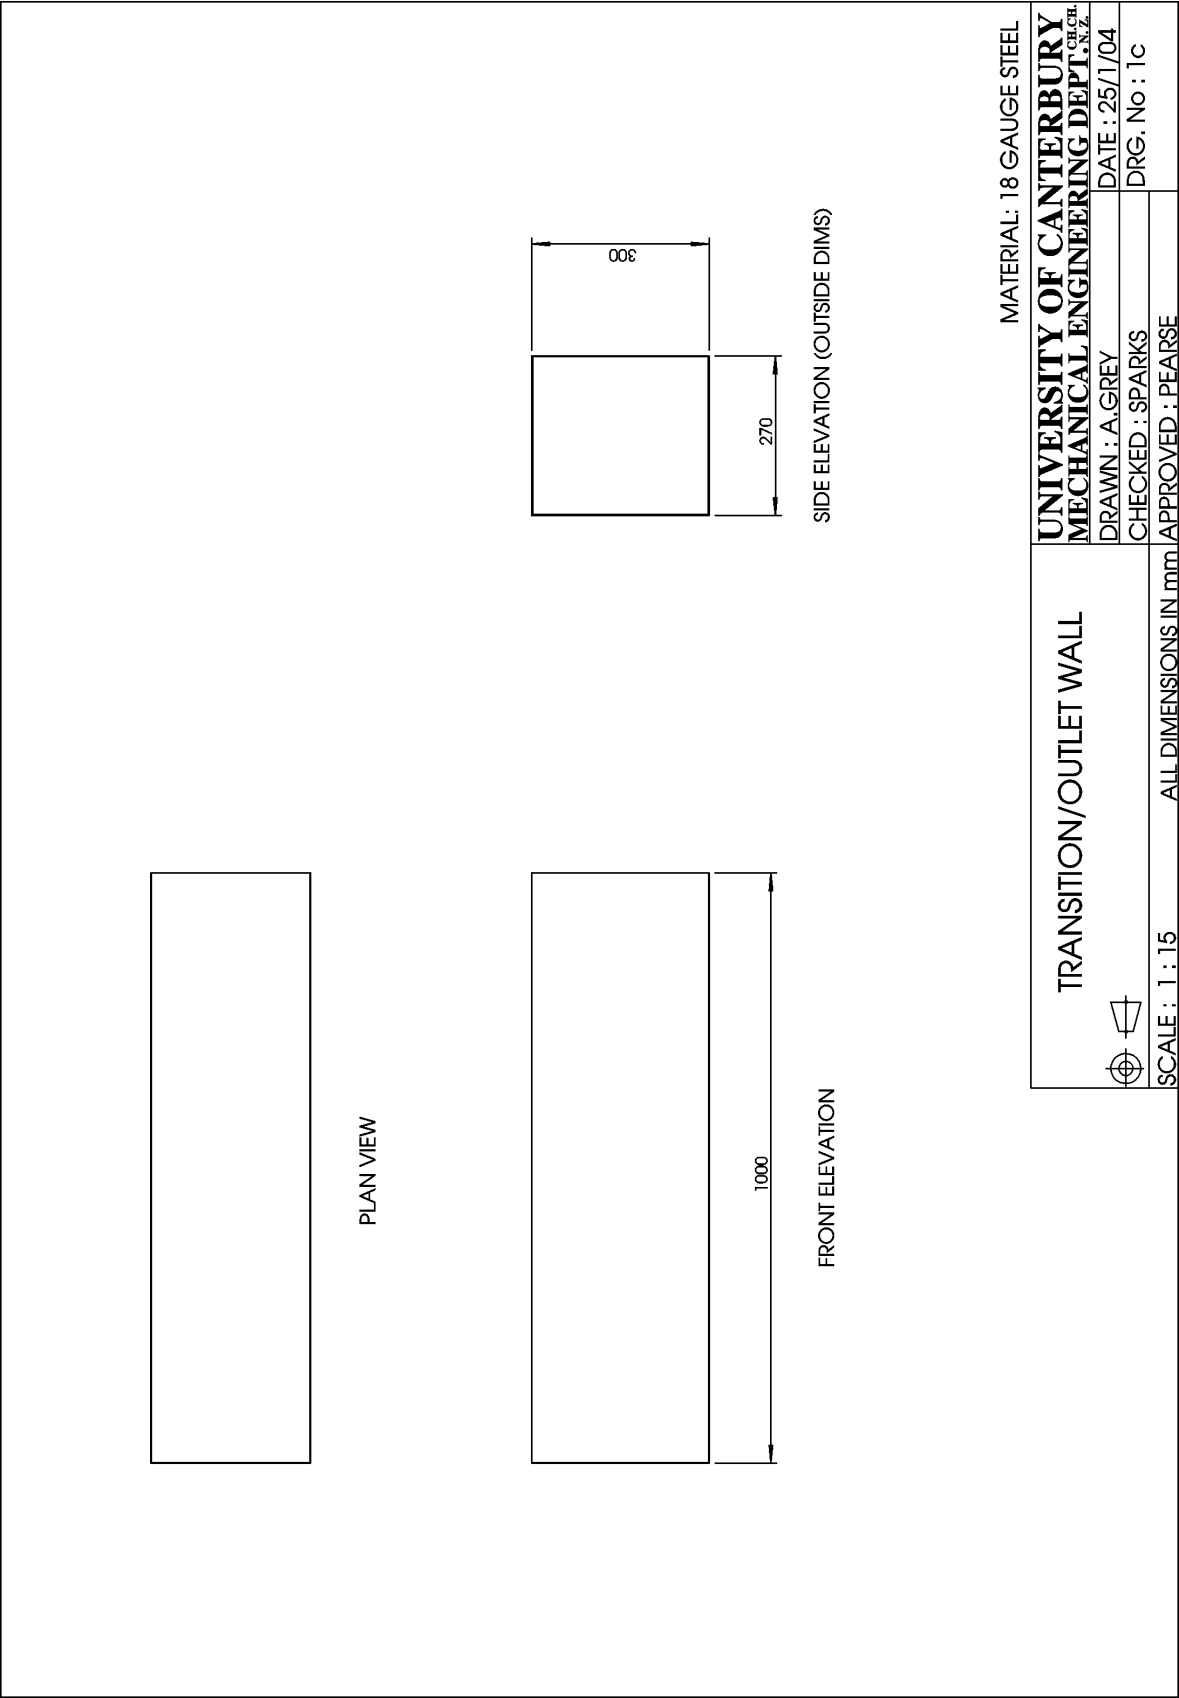 PLAN VIEW
1000
FRONT ELEVATION
300
270
SIDE ELEVATION (OUTSIDE DIMS)
MATERIAL: 18 GAUGE STEEL
TRANSITION/OUTLET WALL
SCALE : 1 : 15
ALL DIMENSIONS IN mm
UNIVERSITY OF CANTERBURY
MECHANICAL ENGINEERING DEPT. CH.CH. N.Z.
DRAWN : A.GREY
DATE : 25/1/04
CHECKED : SPARKS
DRG. No : 1c
APPROVED : PEARSE